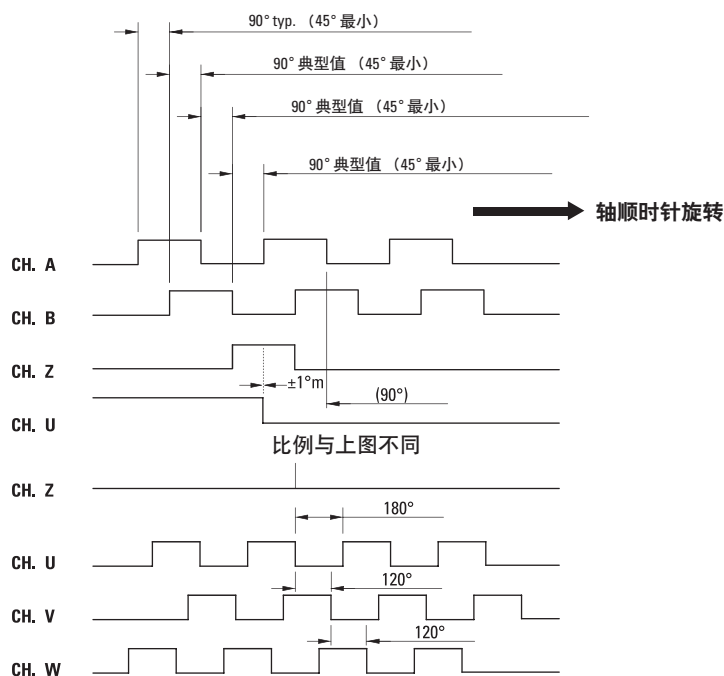 90° typ. （45° 最小）
90° 典型值 （45° 最小）
90° 典型值 （45° 最小）
90° 典型值 （45° 最小）
轴顺时针旋转
CH. A
CH. B
CH. Z
±1°m
(90°)
CH. U
比例与上图不同
CH. Z
180°
CH. U
120°
CH. V
120°
CH. W